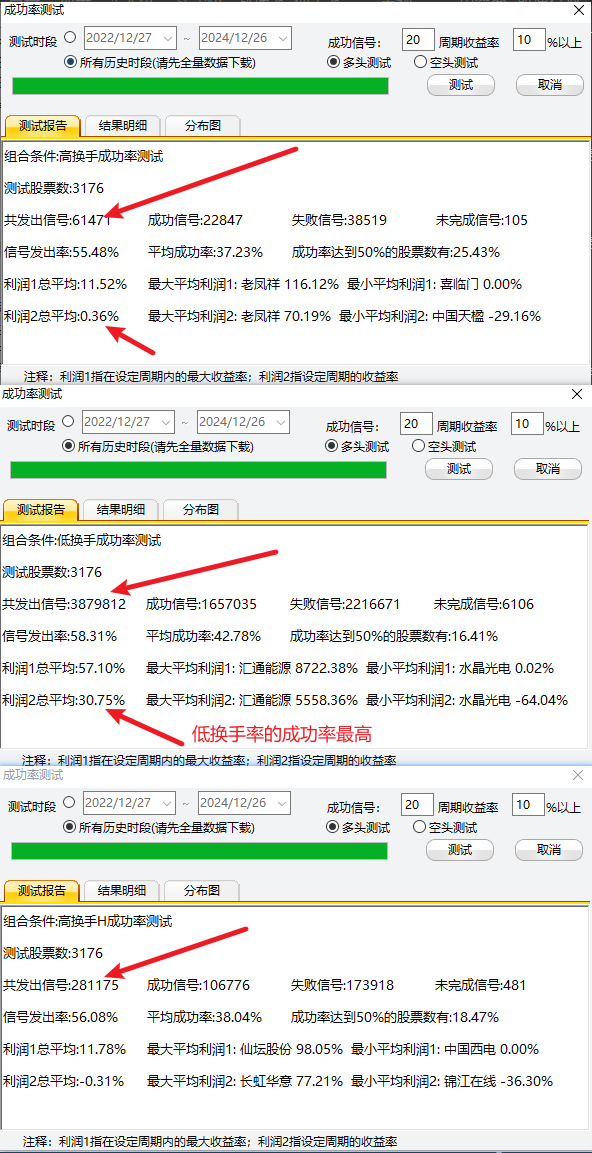 成功率测试
测试时段 2022/12/27 ~ 2024/12/26 成功信号: 20 周期收益率 10 %以上
所有历史时段(请先全量数据下载) 多头测试 空头测试
测试 取消
测试报告 结果明细 分布图
组合条件:高换手成功率测试
测试股票数:3176
共发出信号:61471 成功信号:22847 失败信号:38519 未完成信号:105
信号发出率:55.48% 平均成功率:37.23% 成功率达到50%的股票数有:25.43%
利润1总平均:11.52% 最大平均利润1: 老凤祥 116.12% 最小平均利润1: 喜临门 0.00%
利润2总平均:0.36% 最大平均利润2: 老凤祥 70.19% 最小平均利润2: 中国天楹 -29.16%
注释：利润1指在设定周期内的最大收益率；利润2指设定周期的收益率
成功率测试
测试时段 2022/12/27 ~ 2024/12/26 成功信号: 20 周期收益率 10 %以上
所有历史时段(请先全量数据下载) 多头测试 空头测试
测试 取消
测试报告 结果明细 分布图
组合条件:低换手成功率测试
测试股票数:3176
共发出信号:3879812 成功信号:1657035 失败信号:2216671 未完成信号:6106
信号发出率:58.31% 平均成功率:42.78% 成功率达到50%的股票数有:16.41%
利润1总平均:57.10% 最大平均利润1: 汇通能源 8722.38% 最小平均利润1: 水晶光电 0.02%
利润2总平均:30.75% 最大平均利润2: 汇通能源 5558.36% 最小平均利润2: 水晶光电 -64.04%
低换手率的成功率最高
注释：利润1指在设定周期内的最大收益率；利润2指设定周期的收益率
成功率测试
测试时段 2022/12/27 ~ 2024/12/26 成功信号: 20 周期收益率 10 %以上
所有历史时段(请先全量数据下载) 多头测试 空头测试
测试 取消
测试报告 结果明细 分布图
组合条件:高换手H成功率测试
测试股票数:3176
共发出信号:281175 成功信号:106776 失败信号:173918 未完成信号:481
信号发出率:56.08% 平均成功率:38.04% 成功率达到50%的股票数有:18.47%
利润1总平均:11.78% 最大平均利润1: 仙坛股份 98.05% 最小平均利润1: 中国西电 0.00%
利润2总平均:-0.31% 最大平均利润2: 长虹华意 77.21% 最小平均利润2: 锦江在线 -36.30%
注释：利润1指在设定周期内的最大收益率；利润2指设定周期的收益率